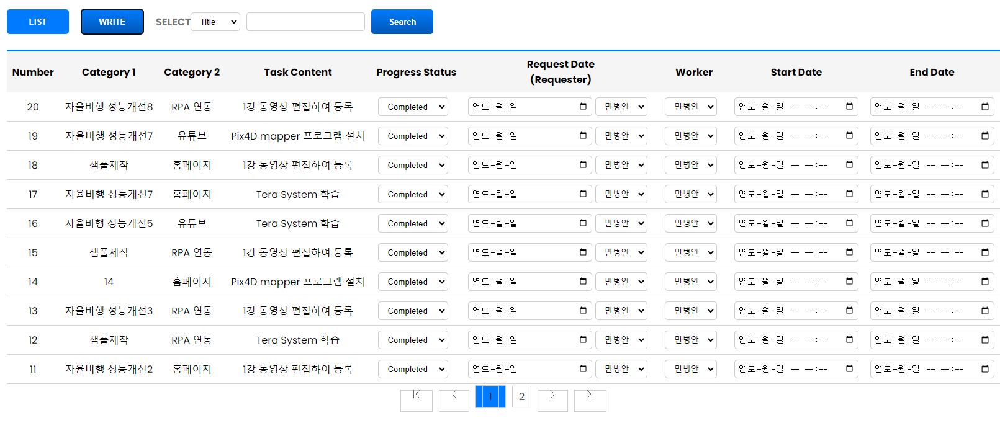 LIST WRITE SELECT Title Search
Number Category 1 Category 2 Task Content Progress Status Request Date (Requester) Worker Start Date End Date
20 자율비행 성능개선8 RPA 연동 1강 동영상 편집하여 등록 Completed 연도-월-일 민병안 민병안 연도-월-일 -- --:-- 연도-월-일 -- --:--
19 자율비행 성능개선7 유튜브 Pix4D mapper 프로그램 설치 Completed 연도-월-일 민병안 민병안 연도-월-일 -- --:-- 연도-월-일 -- --:--
18 샘풀제작 홈페이지 1강 동영상 편집하여 등록 Completed 연도-월-일 민병안 민병안 연도-월-일 -- --:-- 연도-월-일 -- --:--
17 자율비행 성능개선7 홈페이지 Tera System 학습 Completed 연도-월-일 민병안 민병안 연도-월-일 -- --:-- 연도-월-일 -- --:--
16 자율비행 성능개선5 유튜브 Tera System 학습 Completed 연도-월-일 민병안 민병안 연도-월-일 -- --:-- 연도-월-일 -- --:--
15 샘풀제작 RPA 연동 1강 동영상 편집하여 등록 Completed 연도-월-일 민병안 민병안 연도-월-일 -- --:-- 연도-월-일 -- --:--
14 14 홈페이지 Pix4D mapper 프로그램 설치 Completed 연도-월-일 민병안 민병안 연도-월-일 -- --:-- 연도-월-일 -- --:--
13 자율비행 성능개선3 RPA 연동 1강 동영상 편집하여 등록 Completed 연도-월-일 민병안 민병안 연도-월-일 -- --:-- 연도-월-일 -- --:--
12 샘풀제작 RPA 연동 Tera System 학습 Completed 연도-월-일 민병안 민병안 연도-월-일 -- --:-- 연도-월-일 -- --:--
11 자율비행 성능개선2 홈페이지 1강 동영상 편집하여 등록 Completed 연도-월-일 민병안 민병안 연도-월-일 -- --:-- 연도-월-일 -- --:--
1 2